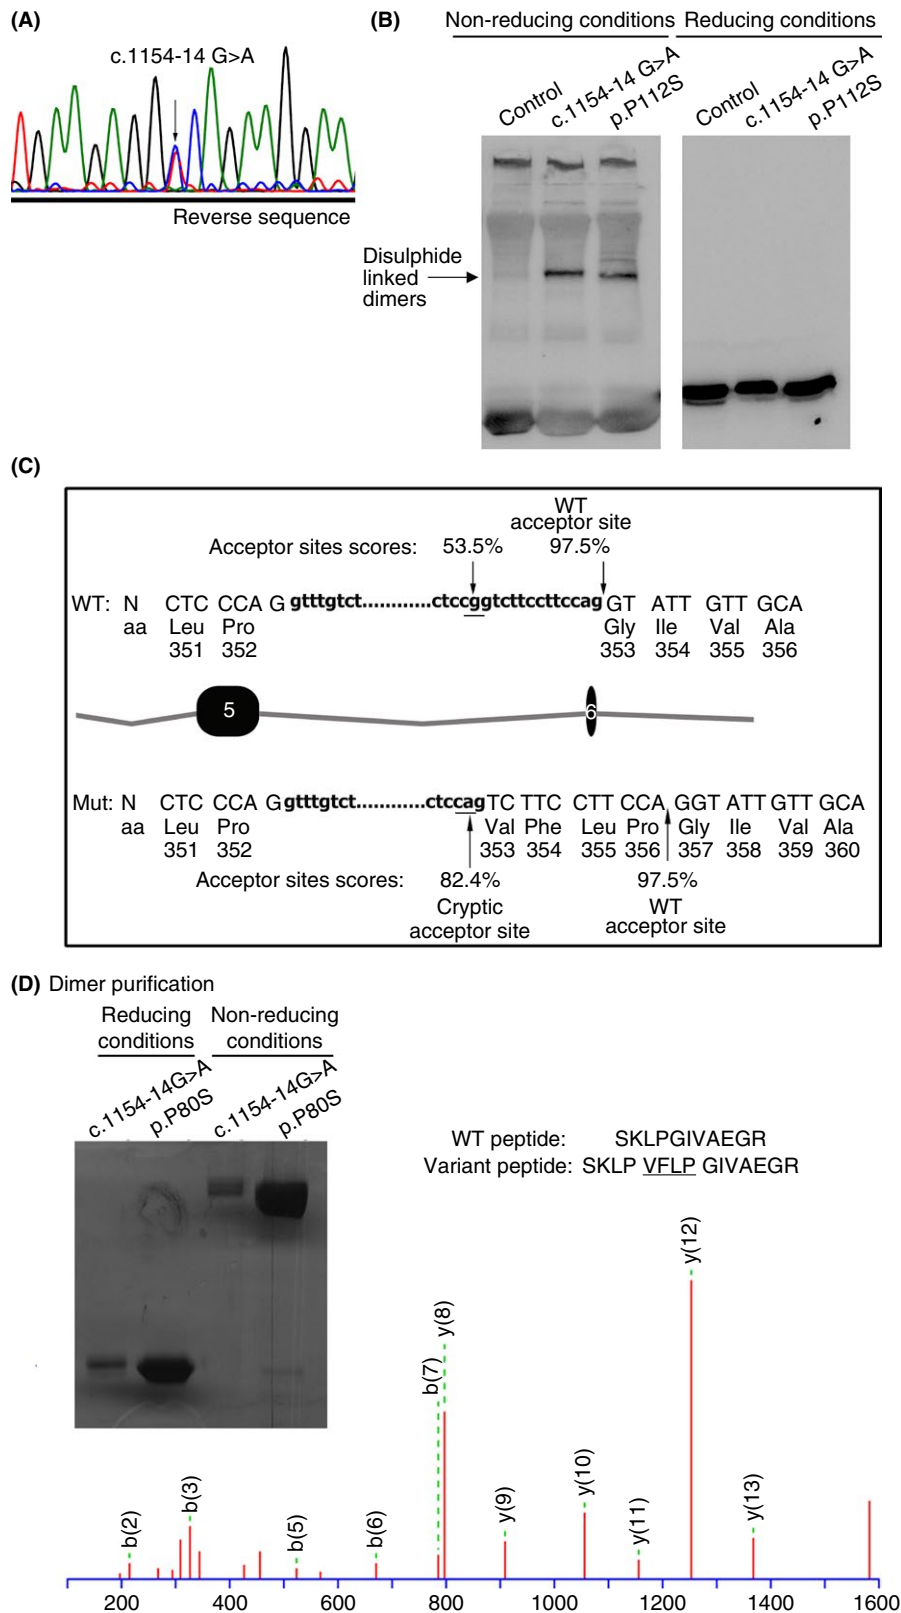 (A)
c.1154-14 G>A
Reverse sequence
(B)
Non-reducing conditions Reducing conditions
Control c.1154-14 G>A p.P112S Control c.1154-14 G>A p.P112S
Disulphide
linked
dimers
(C)
WT
acceptor site
Acceptor sites scores: 53.5% 97.5%
WT: N CTC CCA G gtttgtct............ctccggtcttccttccag GT ATT GTT GCA
aa Leu Pro Gly Ile Val Ala
351 352 353 354 355 356
5 6
Mut: N CTC CCA G gtttgtct............ctccag TC TTC CTT CCA GGT ATT GTT GCA
aa Leu Pro Val Phe Leu Pro Gly Ile Val Ala
351 352 353 354 355 356 357 358 359 360
Acceptor sites scores: 82.4% 97.5%
Cryptic WT
acceptor site acceptor site
(D) Dimer purification
Reducing Non-reducing
conditions conditions
c.1154-14G>A p.P80S c.1154-14G>A p.P80S
WT peptide: SKLPGIVAEGR
Variant peptide: SKLP VFLP GIVAEGR
b(2) b(3) b(5) b(6) b(7) y(8) y(9) y(10) y(11) y(12) y(13)
200 400 600 800 1000 1200 1400 1600